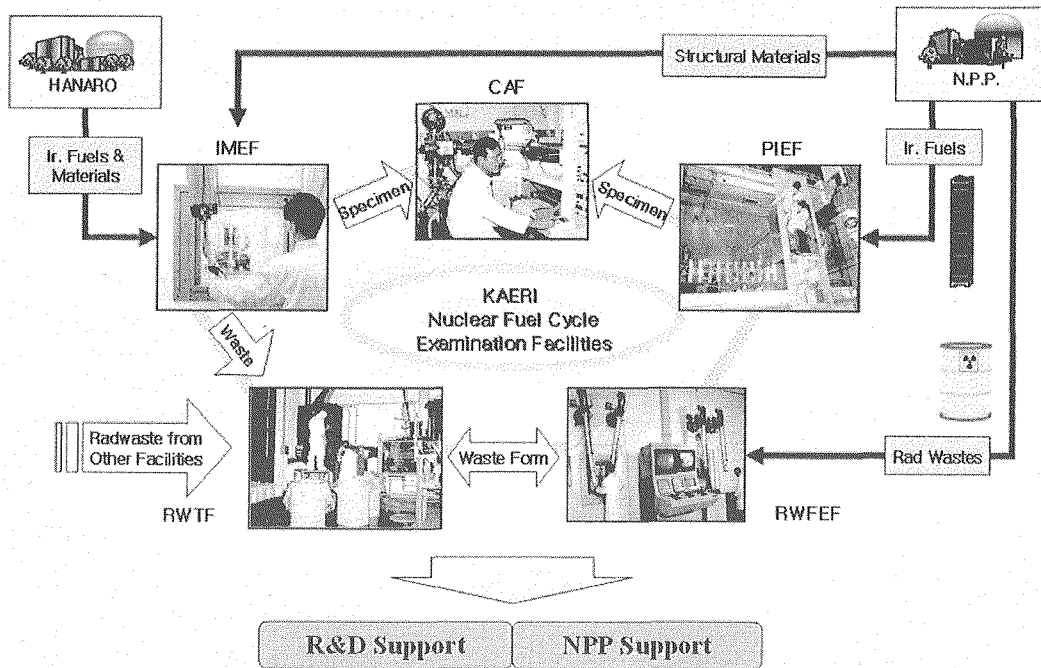 HANARO
Structural Materials
N.P.P.
CAF
Ir. Fuels &
Materials
IMEF
PIEF
Ir. Fuels
Specimen
Specimen
KAERI
Nuclear Fuel Cycle
Examination Facilities
Waste
Radwaste from
Other Facilities
Waste Form
Rad Wastes
RWTF
RWFEF
R&D Support
NPP Support